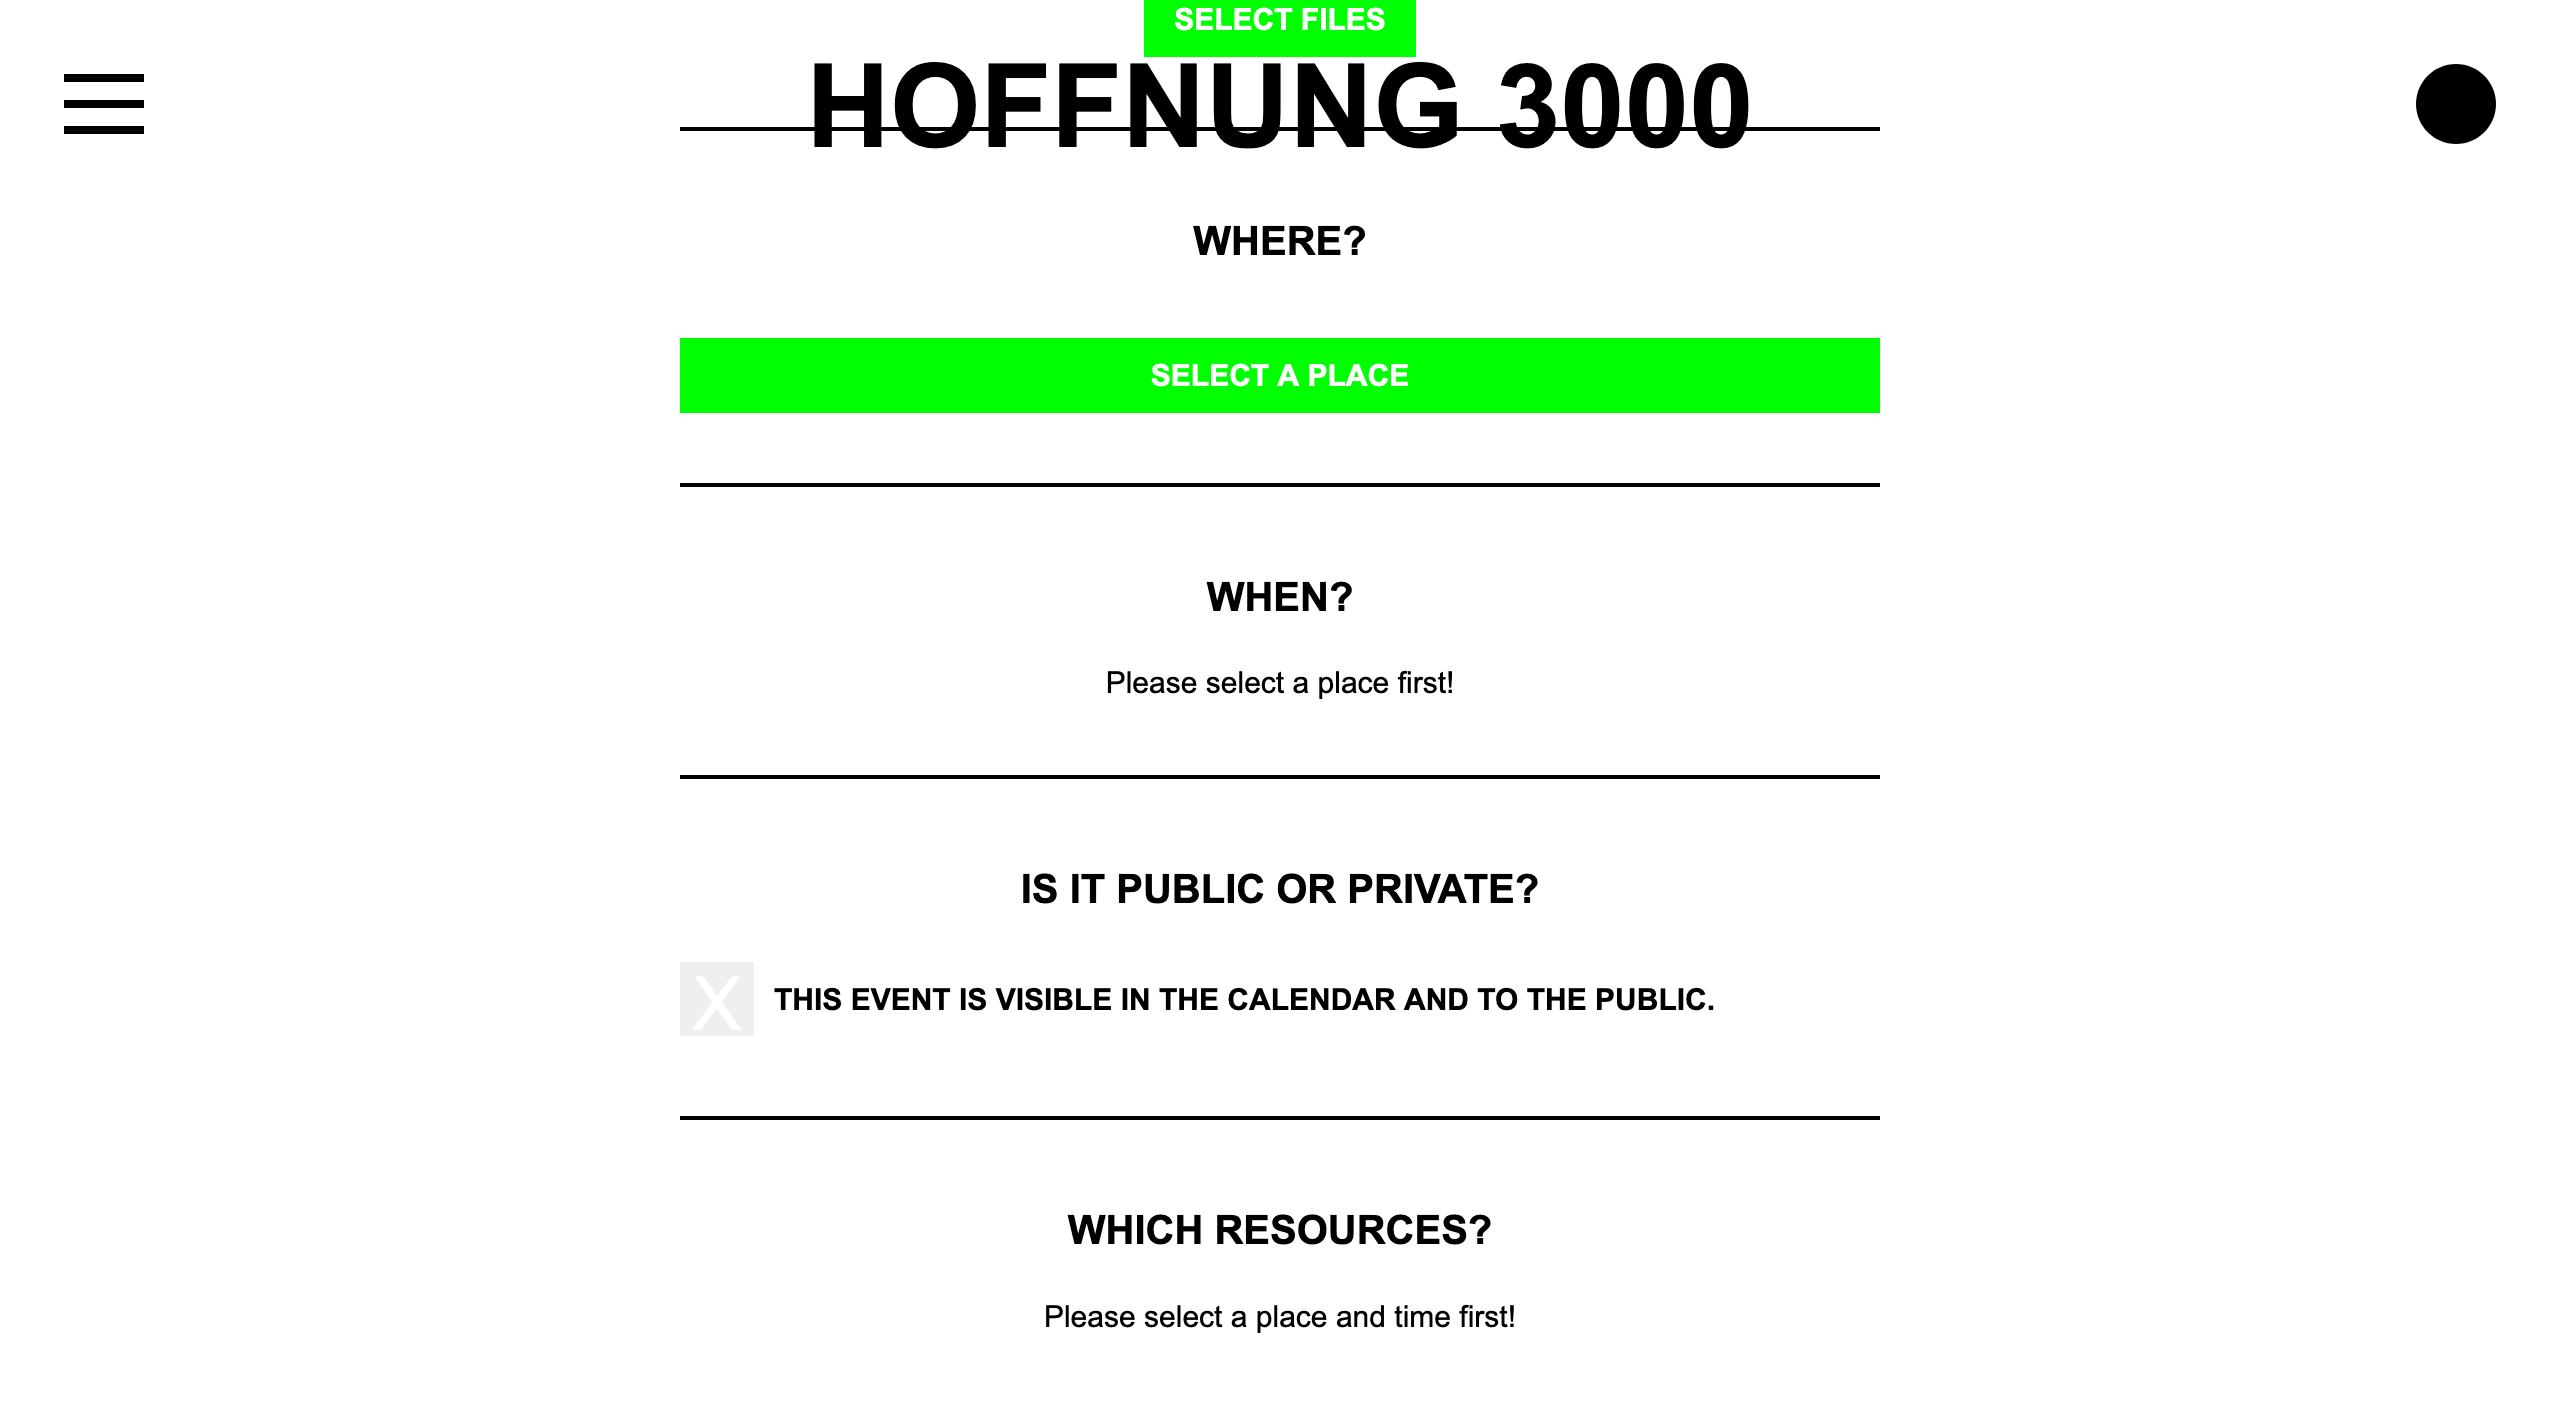 SELECT FILES
HOFFNUNG 3000
WHERE?
SELECT A PLACE
WHEN?
Please select a place first!
IS IT PUBLIC OR PRIVATE?
X THIS EVENT IS VISIBLE IN THE CALENDAR AND TO THE PUBLIC.
WHICH RESOURCES?
Please select a place and time first!